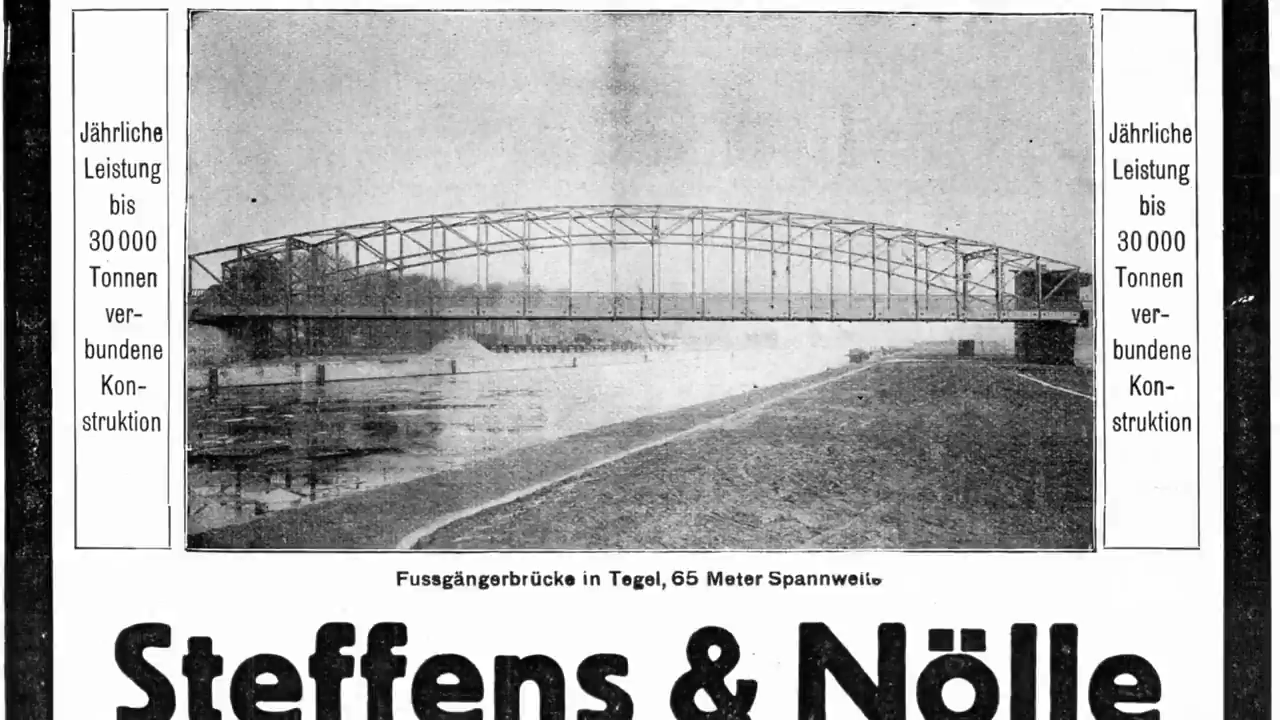 Jährliche
Leistung
bis
30 000
Tonnen
ver-
bundene
Kon-
struktion
Jährliche
Leistung
bis
30 000
Tonnen
ver-
bundene
Kon-
struktion
Fussgängerbrücke in Tegel, 65 Meter Spannweite
Steffens & Nölle